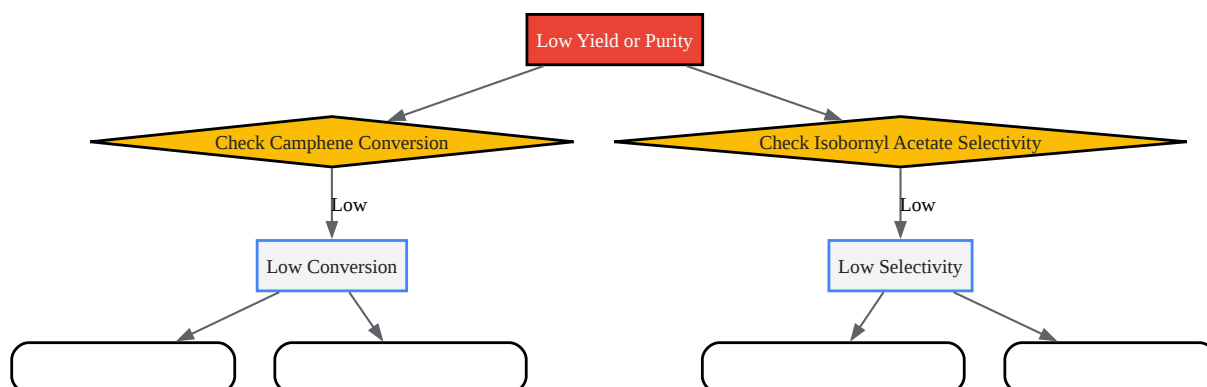 Low Yield or Purity
Check Camphene Conversion
Check Isobornyl Acetate Selectivity
Low
Low
Low Conversion
Low Selectivity